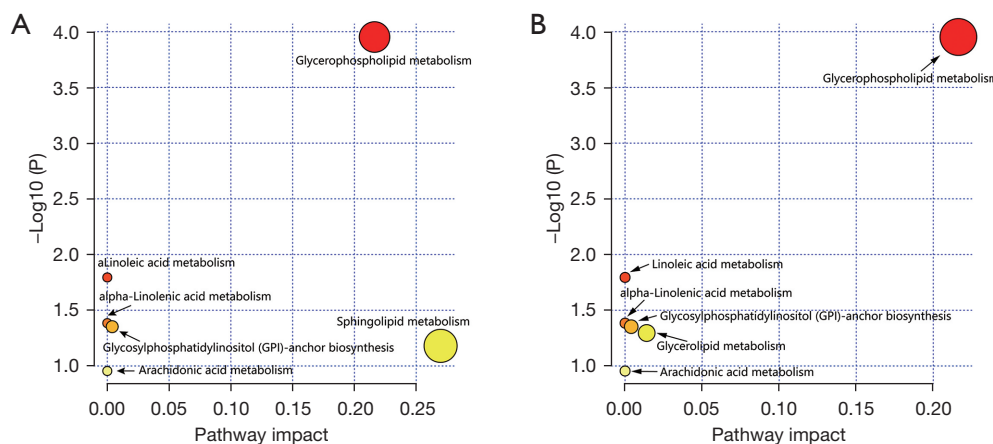 A
4.0
3.5
3.0
2.5
2.0
1.5
1.0
–Log10 (P)
Glycerophospholipid metabolism
aLinoleic acid metabolism
alpha-Linolenic acid metabolism
Sphingolipid metabolism
Glycosylphosphatidylinositol (GPI)-anchor biosynthesis
Arachidonic acid metabolism
0.00 0.05 0.10 0.15 0.20 0.25
Pathway impact
B
4.0
3.5
3.0
2.5
2.0
1.5
1.0
–Log10 (P)
Glycerophospholipid metabolism
Linoleic acid metabolism
alpha-Linolenic acid metabolism
Glycosylphosphatidylinositol (GPI)-anchor biosynthesis
Glycerolipid metabolism
Arachidonic acid metabolism
0.00 0.05 0.10 0.15 0.20
Pathway impact